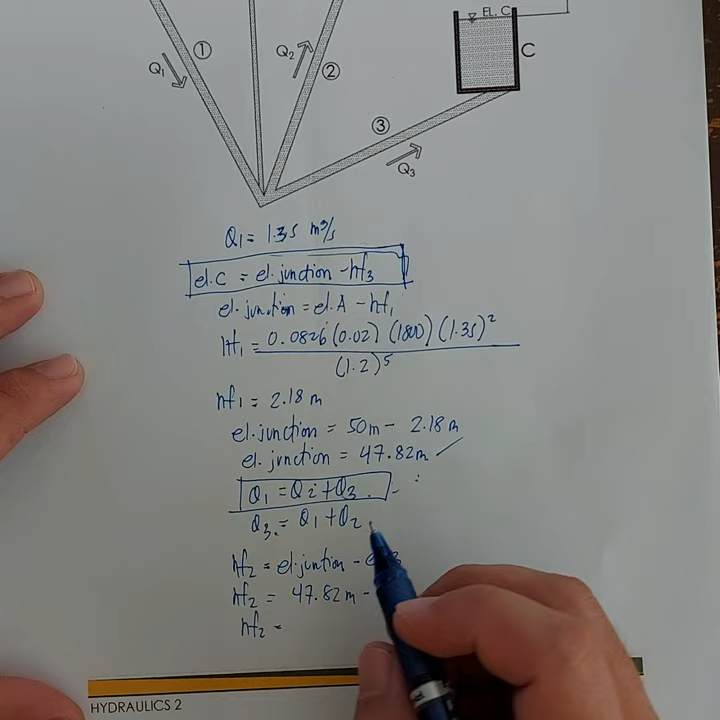 EL. C
C
①
Q₂
②
Q₁
③
Q₃
Q1 = 1.35 m³/s
el.C = el.junction - hf3
el.junction = el.A - hf1
Hf1 = 0.0826 (0.02) (1800) (1.35)²
(1.2)⁵
hf1 = 2.18 m
el.junction = 50m - 2.18m
el.junction = 47.82m
Q1 = Q2 + Q3
Q3 = Q1 + Q2
hf2 = el.juntion -
hf2 = 47.82m -
hf2 =
HYDRAULICS 2